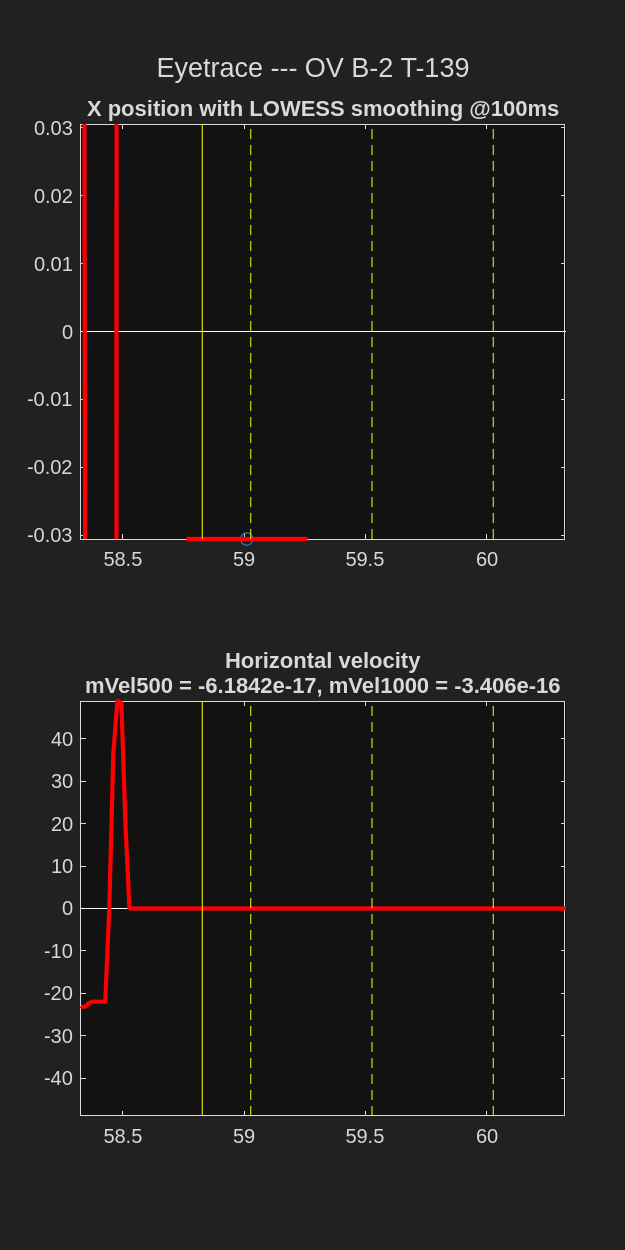 Eyetrace --- OV B-2 T-139
X position with LOWESS smoothing @100ms
0.03
0.02
0.01
0
-0.01
-0.02
-0.03
58.5 59 59.5 60
Horizontal velocity
mVel500 = -6.1842e-17, mVel1000 = -3.406e-16
40
30
20
10
0
-10
-20
-30
-40
58.5 59 59.5 60